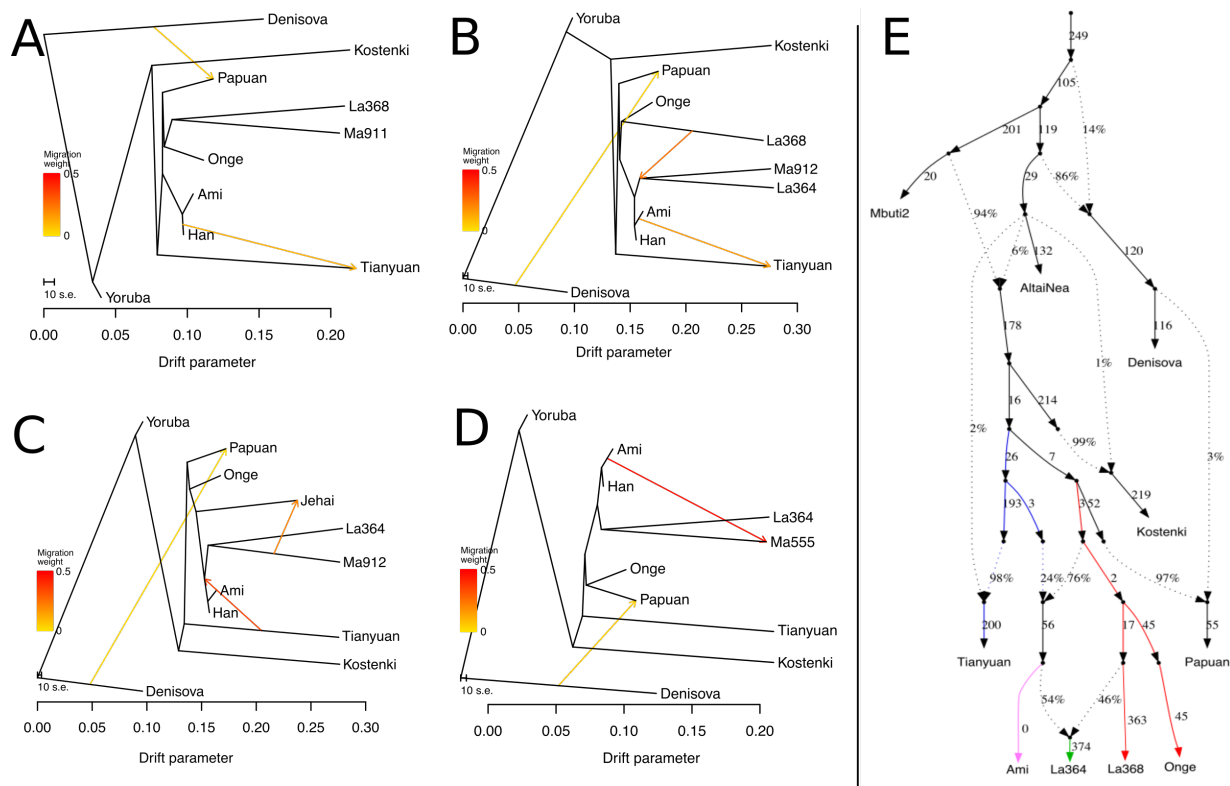 A
Denisova
Kostenki
Papuan
La368
Ma911
Onge
Ami
Han
Tianyuan
Yoruba
Migration
weight
0.5
0
10 s.e.
0.00 0.05 0.10 0.15 0.20
Drift parameter
B
Yoruba
Kostenki
Papuan
Onge
La368
Ma912
La364
Ami
Han
Tianyuan
Denisova
Migration
weight
0.5
0
10 s.e.
0.00 0.05 0.10 0.15 0.20 0.25 0.30
Drift parameter
C
Yoruba
Papuan
Onge
Jehai
La364
Ma912
Ami
Han
Tianyuan
Kostenki
Denisova
Migration
weight
0.5
0
10 s.e.
0.00 0.05 0.10 0.15 0.20 0.25 0.30
Drift parameter
D
Yoruba
Ami
Han
La364
Ma555
Onge
Papuan
Tianyuan
Kostenki
Denisova
Migration
weight
0.5
0
10 s.e.
0.00 0.05 0.10 0.15 0.20
Drift parameter
E
249
105
201 119 14%
20 29 86%
Mbuti2
94% 6% 132 120
AltaiNea
178 116
1% Denisova
16 214
2% 99% 3%
26 7
193 3 352 219
Kostenki
98% 24% 76% 2 97%
200 56 17 45 55
Tianyuan Papuan
54% 46%
0 374 363 45
Ami La364 La368 Onge